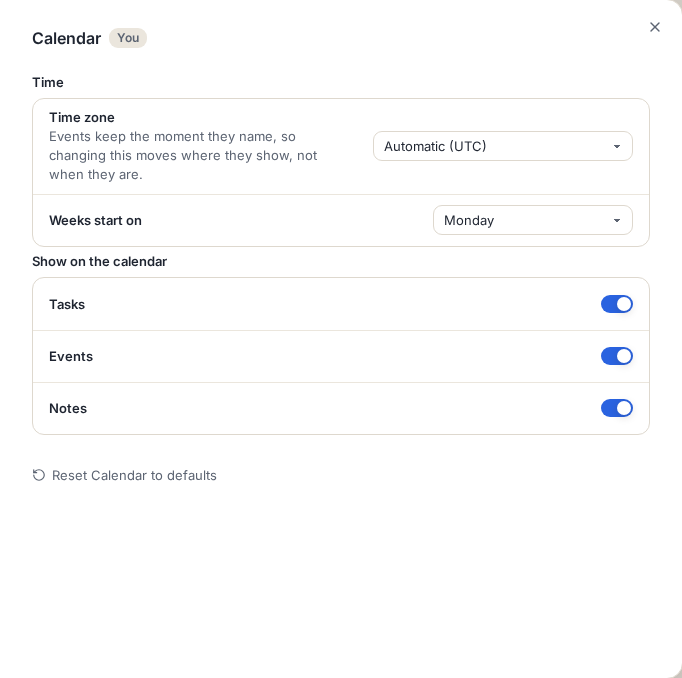 Calendar You
Time
Time zone
Events keep the moment they name, so
changing this moves where they show, not
when they are.
Automatic (UTC)
Weeks start on
Monday
Show on the calendar
Tasks
Events
Notes
Reset Calendar to defaults